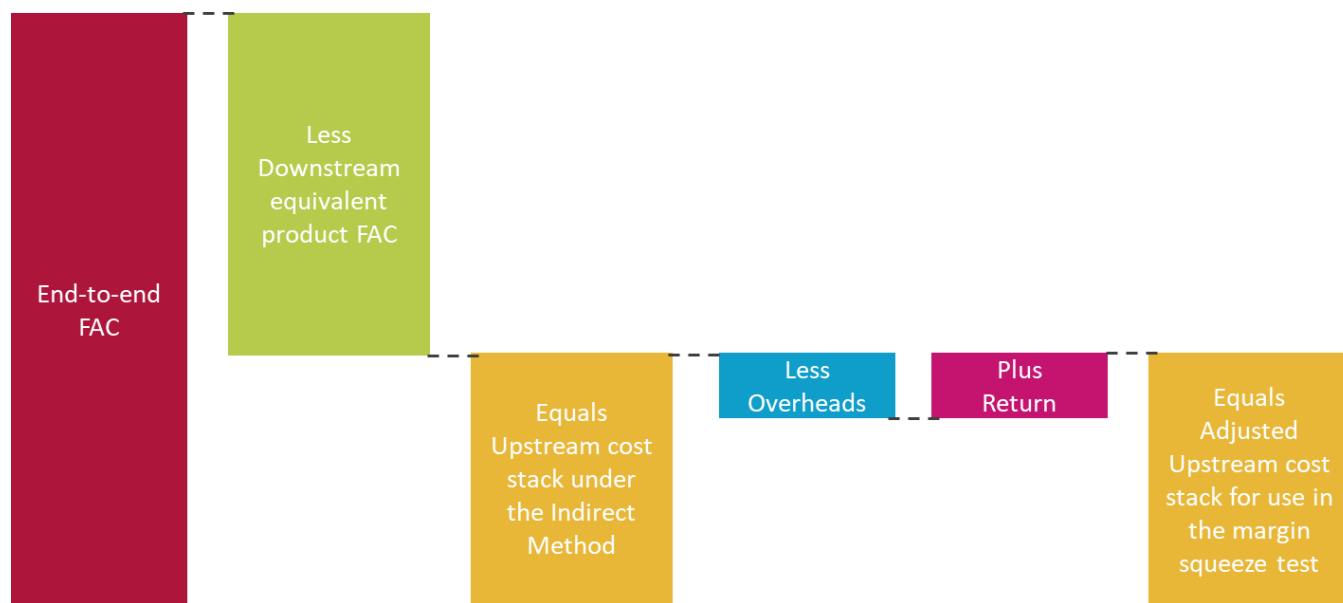 End-to-end
FAC
Less
Downstream
equivalent
product FAC
Equals
Upstream cost
stack under
the Indirect
Method
Less
Overheads
Plus
Return
Equals
Adjusted
Upstream cost
stack for use in
the margin
squeeze test